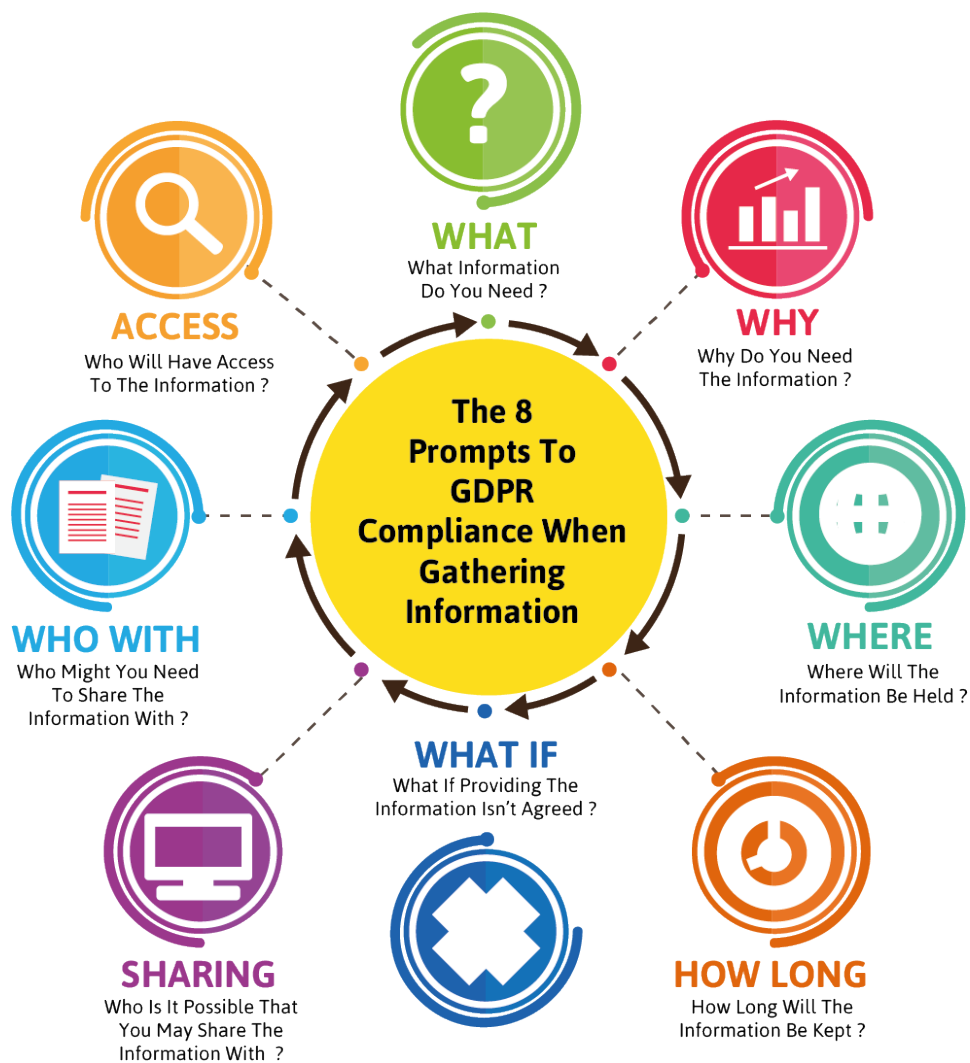 WHAT
What Information
Do You Need ?
WHY
Why Do You Need
The Information ?
WHERE
Where Will The
Information Be Held ?
HOW LONG
How Long Will The
Information Be Kept ?
WHAT IF
What If Providing The
Information Isn't Agreed ?
SHARING
Who Is It Possible That
You May Share The
Information With  ?
WHO WITH
Who Might You Need
To Share The
Information With ?
ACCESS
Who Will Have Access
To The Information ?
The 8
Prompts To
GDPR
Compliance When
Gathering
Information
?